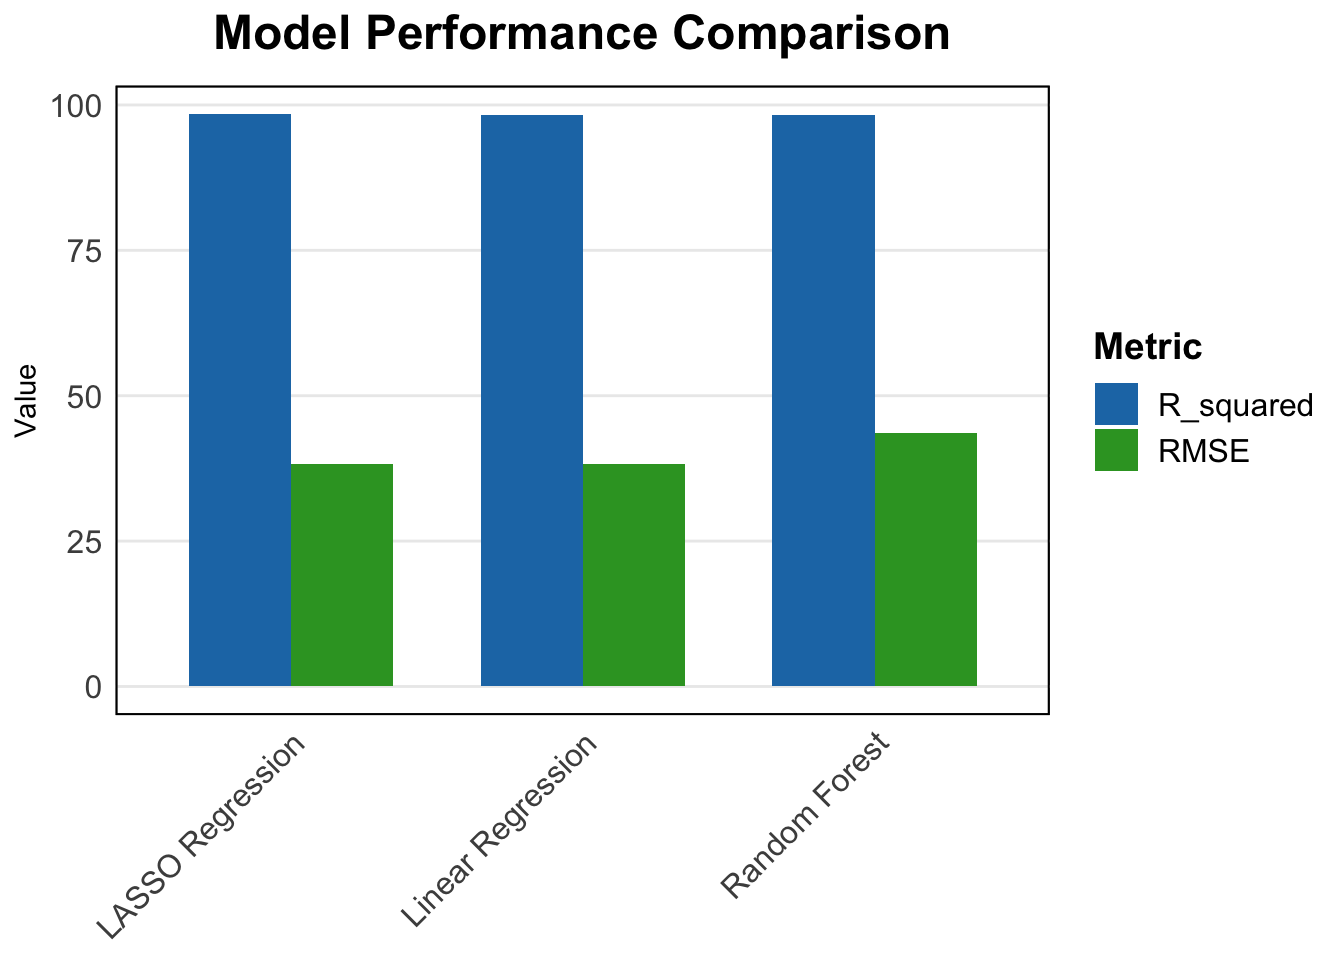 Model Performance Comparison
Value
100
75
50
25
0
LASSO Regression
Linear Regression
Random Forest
Metric
R_squared
RMSE